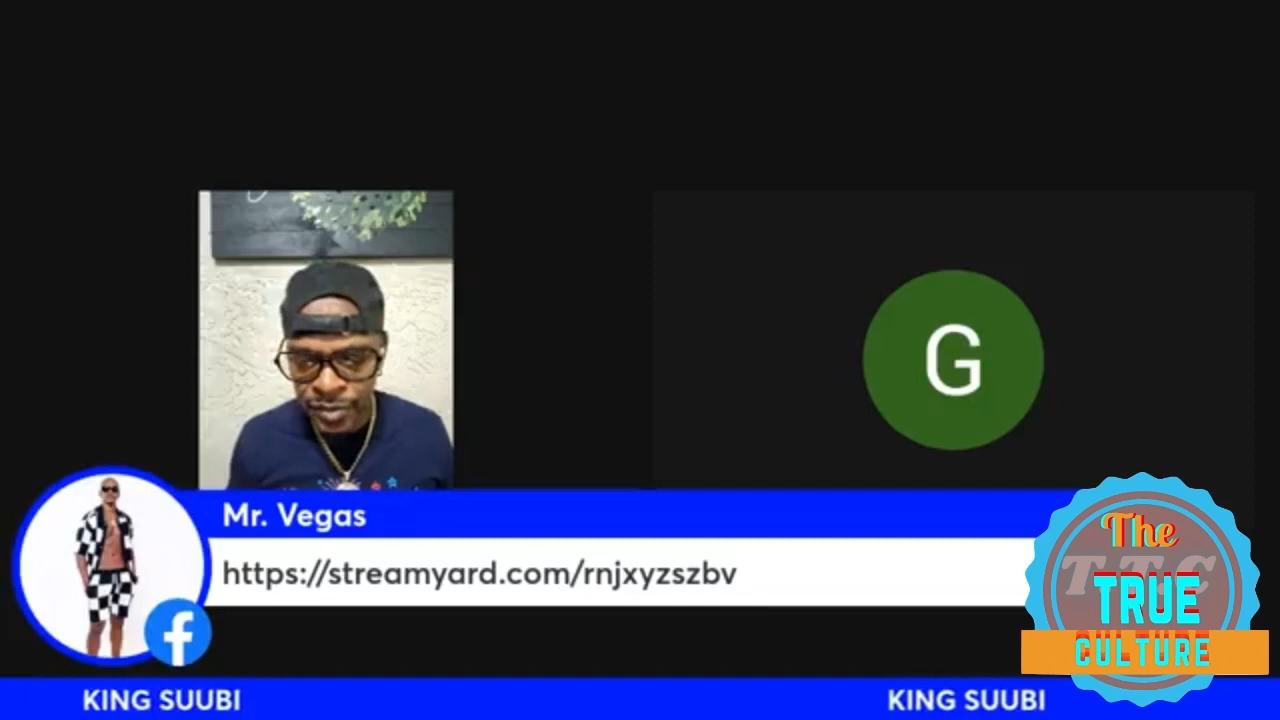 G
Mr. Vegas
https://streamyard.com/rnjxyzszbv
The
T.T.C
TRUE
CULTURE
KING SUUBI KING SUUBI